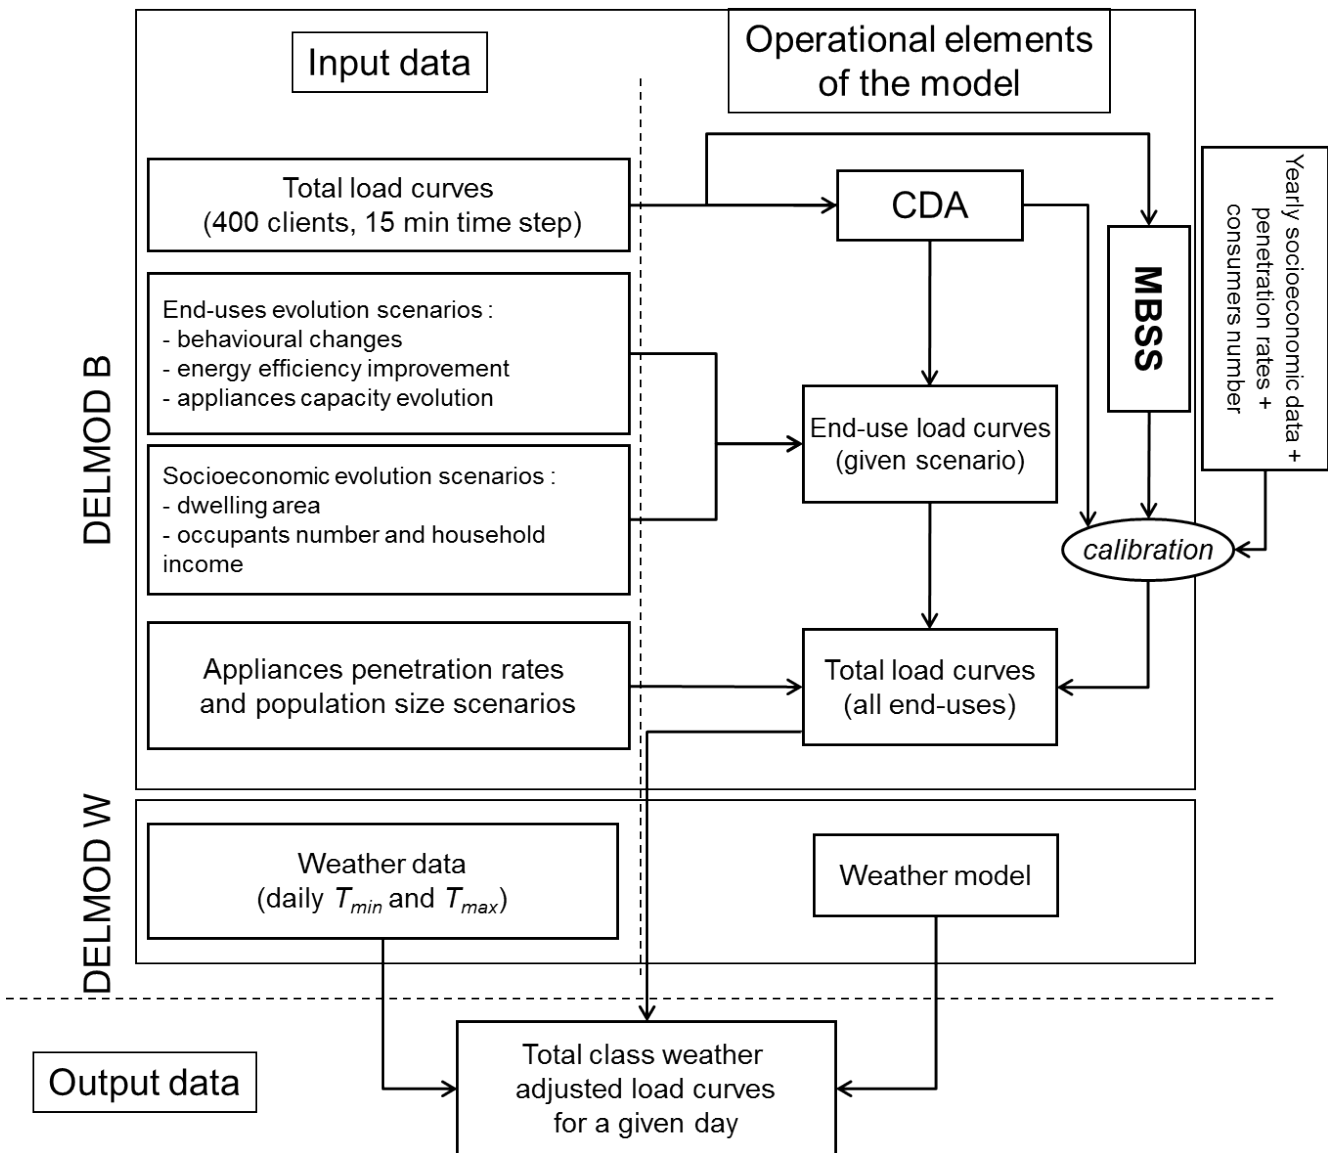 Input data
Operational elements
of the model
Total load curves
(400 clients, 15 min time step)
CDA
Yearly socioeconomic data +
penetration rates +
consumers number
MBSS
End-uses evolution scenarios :
- behavioural changes
- energy efficiency improvement
- appliances capacity evolution
DELMOD B
End-use load curves
(given scenario)
Socioeconomic evolution scenarios :
- dwelling area
- occupants number and household
income
calibration
Appliances penetration rates
and population size scenarios
Total load curves
(all end-uses)
DELMOD W
Weather data
(daily Tmin and Tmax)
Weather model
Output data
Total class weather
adjusted load curves
for a given day